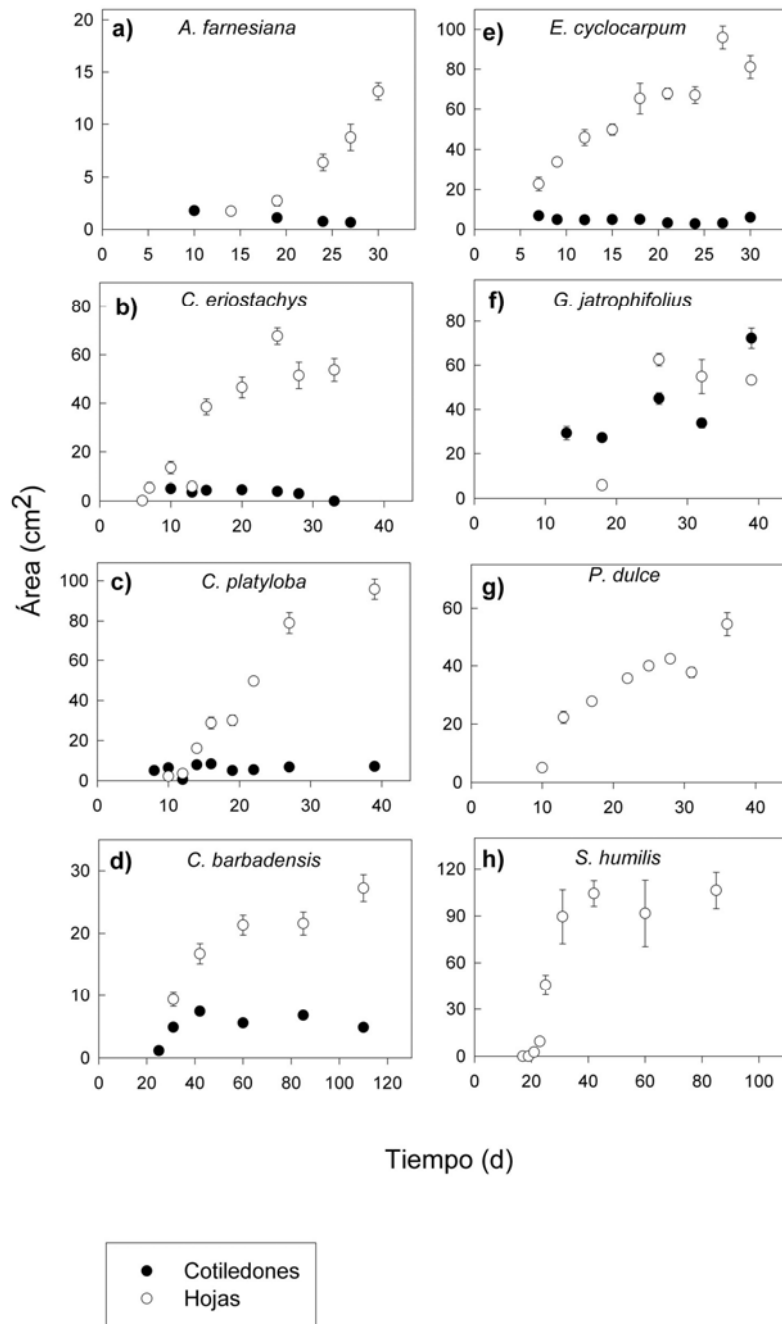 a) A. farnesiana
20
15
10
5
0
0 5 10 15 20 25 30
e) E. cyclocarpum
100
80
60
40
20
0
0 5 10 15 20 25 30
b) C. eriostachys
80
60
40
20
0
0 10 20 30 40
f) G. jatrophifolius
80
60
40
20
0
0 10 20 30 40
c) C. platyloba
100
80
60
40
20
0
0 10 20 30 40
g) P. dulce
60
40
20
0
0 10 20 30 40
d) C. barbadensis
30
20
10
0
0 20 40 60 80 100 120
h) S. humilis
120
90
60
30
0
0 20 40 60 80 100
Área (cm²)
Tiempo (d)
Cotiledones
Hojas